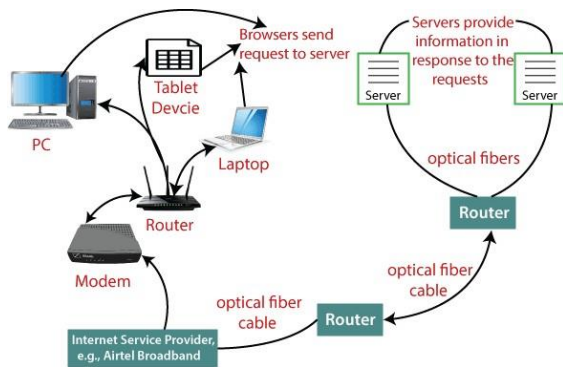 Browsers send
request to server
Servers provide
information in
response to the
requests
Server
Server
Tablet
Devcie
PC
Laptop
optical fibers
Router
Router
Modem
optical fiber
cable
optical fiber
cable
Router
Internet Service Provider,
e.g., Airtel Broadband